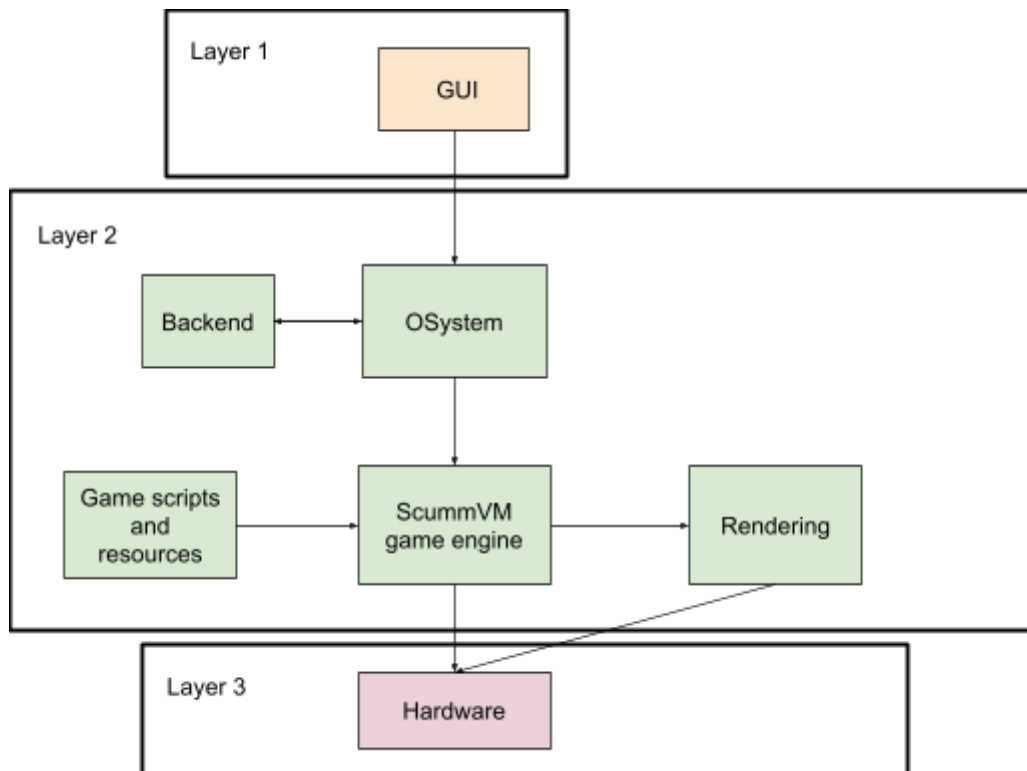 Layer 1
GUI
Layer 2
Backend
OSystem
Game scripts
and
resources
ScummVM
game engine
Rendering
Layer 3
Hardware